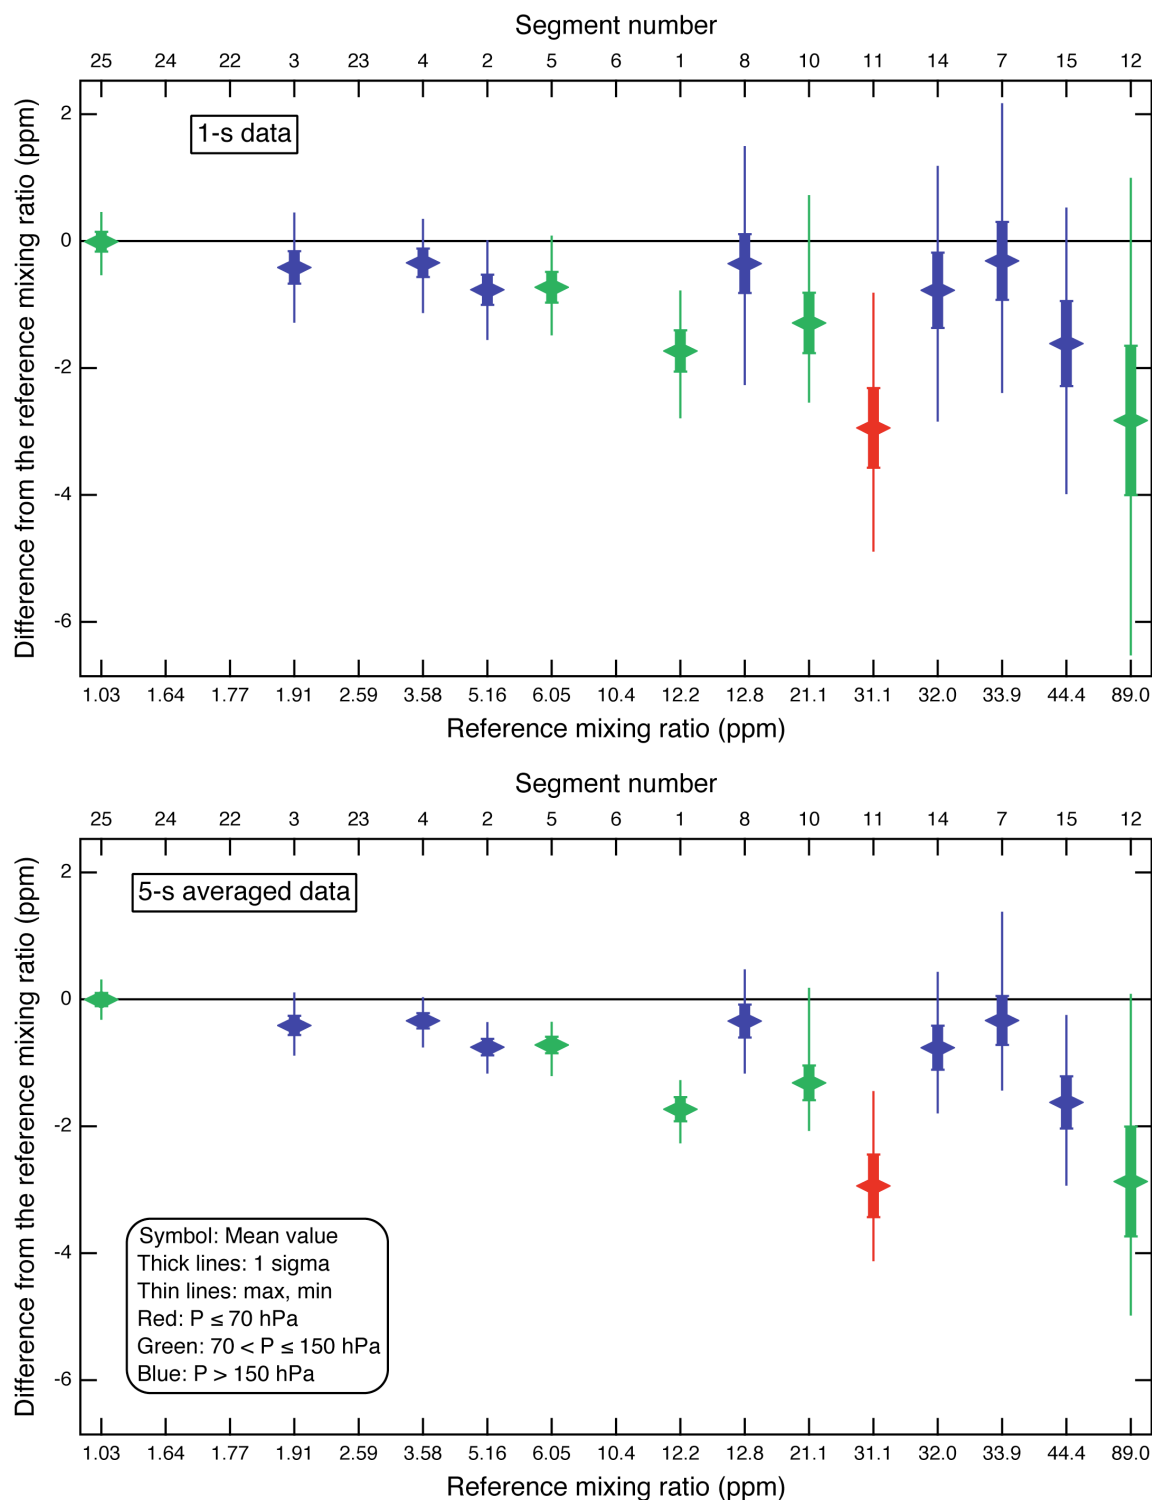 Segment number
25 24 22 3 23 4 2 5 6 1 8 10 11 14 7 15 12
Difference from the reference mixing ratio (ppm)
2
1-s data
0
-2
-4
-6
1.03 1.64 1.77 1.91 2.59 3.58 5.16 6.05 10.4 12.2 12.8 21.1 31.1 32.0 33.9 44.4 89.0
Reference mixing ratio (ppm)
Segment number
25 24 22 3 23 4 2 5 6 1 8 10 11 14 7 15 12
Difference from the reference mixing ratio (ppm)
2
5-s averaged data
0
-2
-4
-6
Symbol: Mean value
Thick lines: 1 sigma
Thin lines: max, min
Red: P ≤ 70 hPa
Green: 70 < P ≤ 150 hPa
Blue: P > 150 hPa
1.03 1.64 1.77 1.91 2.59 3.58 5.16 6.05 10.4 12.2 12.8 21.1 31.1 32.0 33.9 44.4 89.0
Reference mixing ratio (ppm)